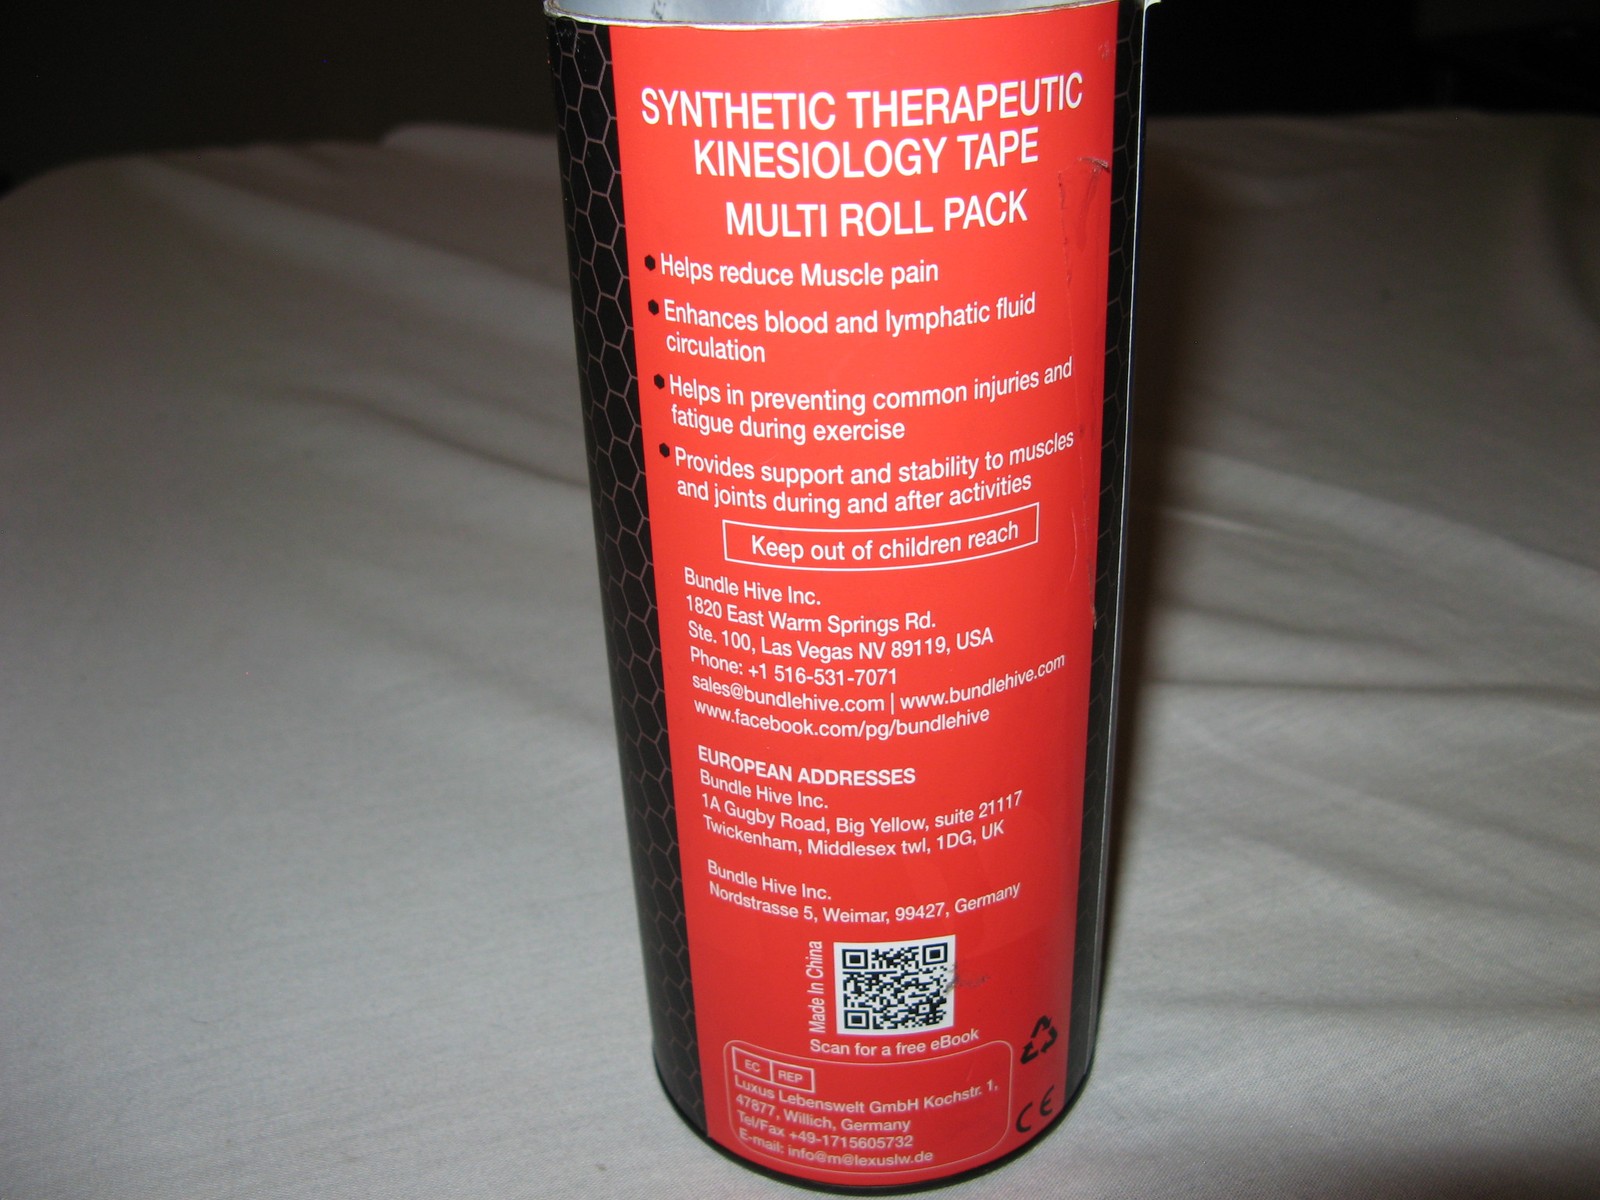 SYNTHETIC THERAPEUTIC
KINESIOLOGY TAPE
MULTI ROLL PACK
Helps reduce Muscle pain
Enhances blood and lymphatic fluid
circulation
Helps in preventing common injuries and
fatigue during exercise
Provides support and stability to muscles
and joints during and after activities
Keep out of children reach
Bundle Hive Inc.
1820 East Warm Springs Rd.
Ste. 100, Las Vegas NV 89119, USA
Phone: +1 516-531-7071
sales@bundlehive.com | www.bundlehive.com
www.facebook.com/pg/bundlehive
EUROPEAN ADDRESSES
Bundle Hive Inc.
1A Gugby Road, Big Yellow, suite 21117
Twickenham, Middlesex twl, 1DG, UK
Bundle Hive Inc.
Nordstrasse 5, Weimar, 99427, Germany
Made In China
Scan for a free eBook
EC REP
Luxus Lebenswelt GmbH Kochstr. 1,
47877, Willich, Germany
Tel/Fax +49-1715605732
E-mail: info@m@lexuslw.de
CE